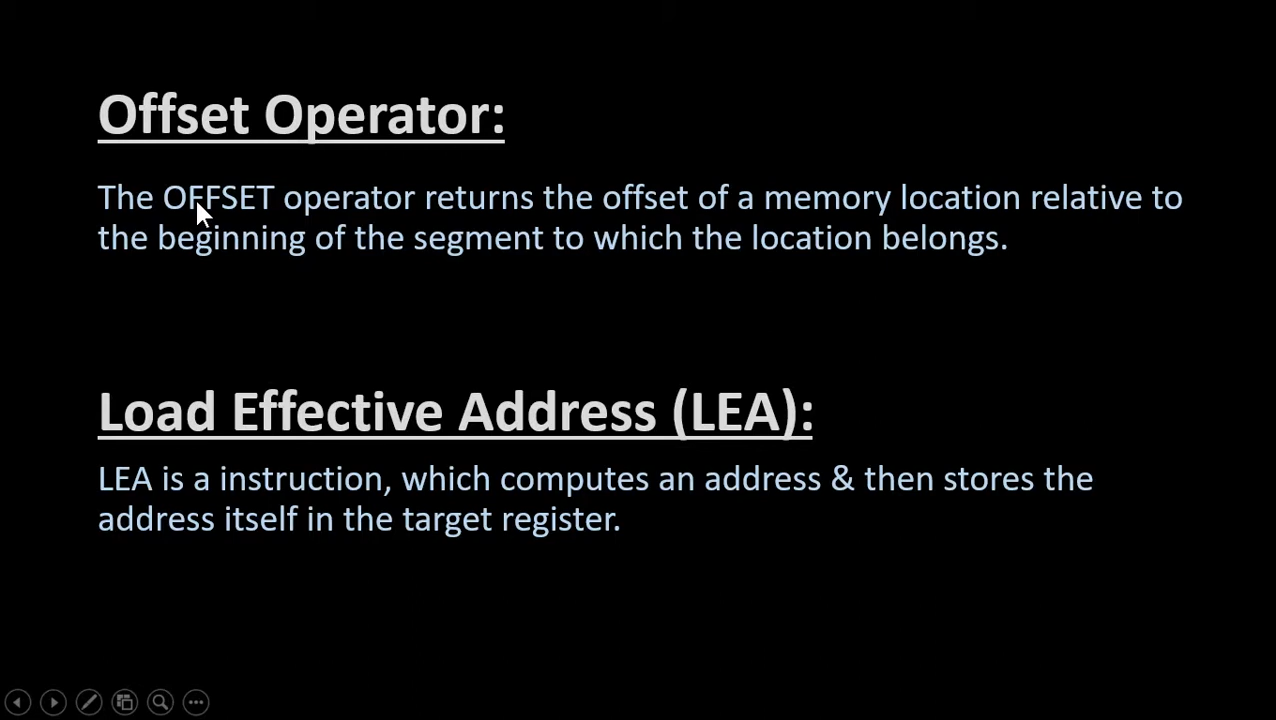 Offset Operator:
The OFFSET operator returns the offset of a memory location relative to
the beginning of the segment to which the location belongs.
Load Effective Address (LEA):
LEA is a instruction, which computes an address & then stores the
address itself in the target register.